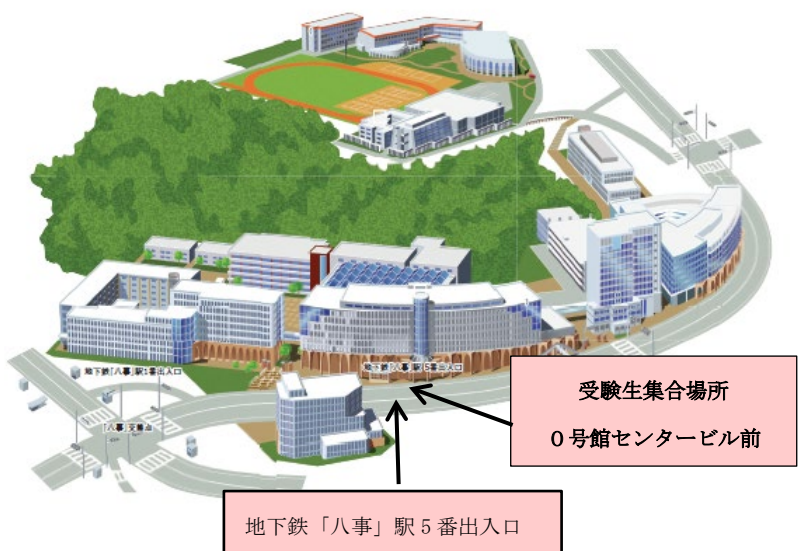 地下鉄「八事」駅1番出入口
地下鉄「八事」駅 5番出入口
「八事」交差点
受験生集合場所
０号館センタービル前
地下鉄「八事」駅５番出入口